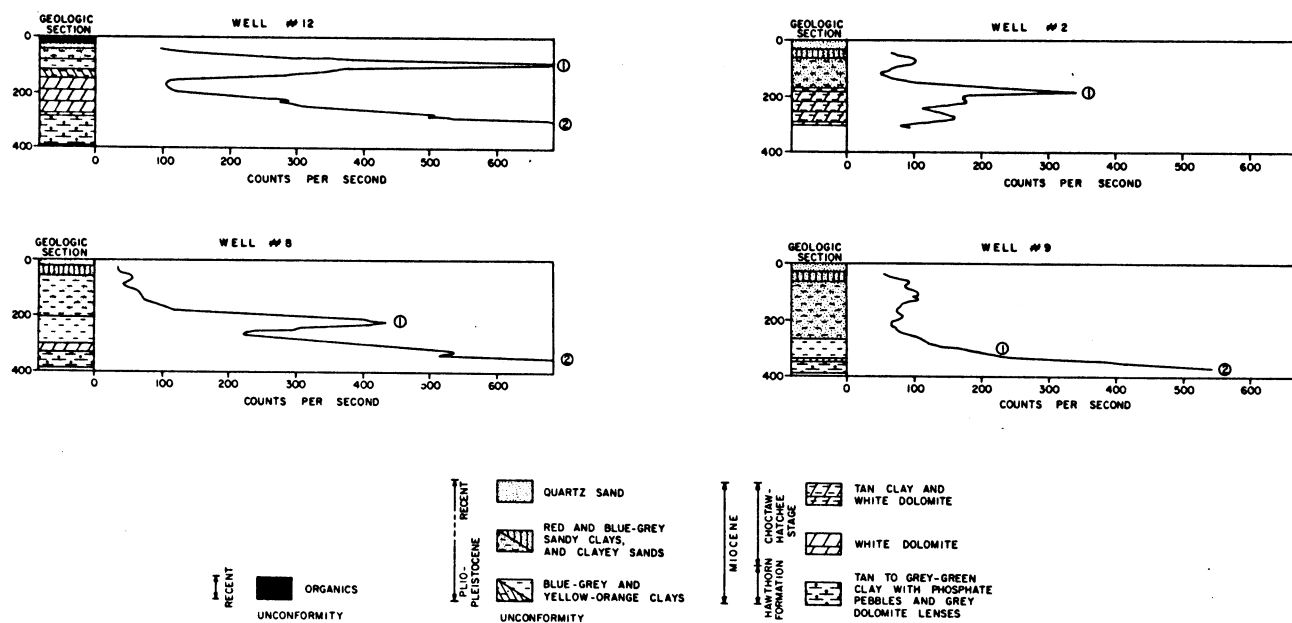 GEOLOGIC
SECTION
WELL #12
0
100
200
300
400
①
②
0 100 200 300 400 500 600
COUNTS PER SECOND
GEOLOGIC
SECTION
WELL #2
0
200
400
①
0 100 200 300 400 500 600
COUNTS PER SECOND
GEOLOGIC
SECTION
WELL #8
0
200
400
①
②
0 100 200 300 400 500 600
COUNTS PER SECOND
GEOLOGIC
SECTION
WELL #9
0
200
400
①
②
0 100 200 300 400 500 600
COUNTS PER SECOND
RECENT
ORGANICS
UNCONFORMITY
PLIO-
PLEISTOCENE
RECENT
QUARTZ SAND
RED AND BLUE-GREY
SANDY CLAYS,
AND CLAYEY SANDS
BLUE-GREY AND
YELLOW-ORANGE CLAYS
UNCONFORMITY
MIOCENE
HAWTHORN
FORMATION
CHOCTAW-
HATCHEE
STAGE
TAN CLAY AND
WHITE DOLOMITE
WHITE DOLOMITE
TAN TO GREY-GREEN
CLAY WITH PHOSPHATE
PEBBLES AND GREY
DOLOMITE LENSES